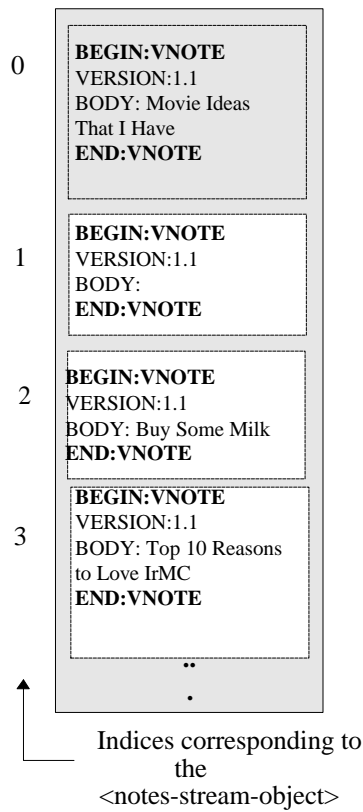 0
BEGIN:VNOTE
VERSION:1.1
BODY: Movie Ideas
That I Have
END:VNOTE
1
BEGIN:VNOTE
VERSION:1.1
BODY:
END:VNOTE
2
BEGIN:VNOTE
VERSION:1.1
BODY: Buy Some Milk
END:VNOTE
3
BEGIN:VNOTE
VERSION:1.1
BODY: Top 10 Reasons
to Love IrMC
END:VNOTE
..
.
Indices corresponding to
the
<notes-stream-object>